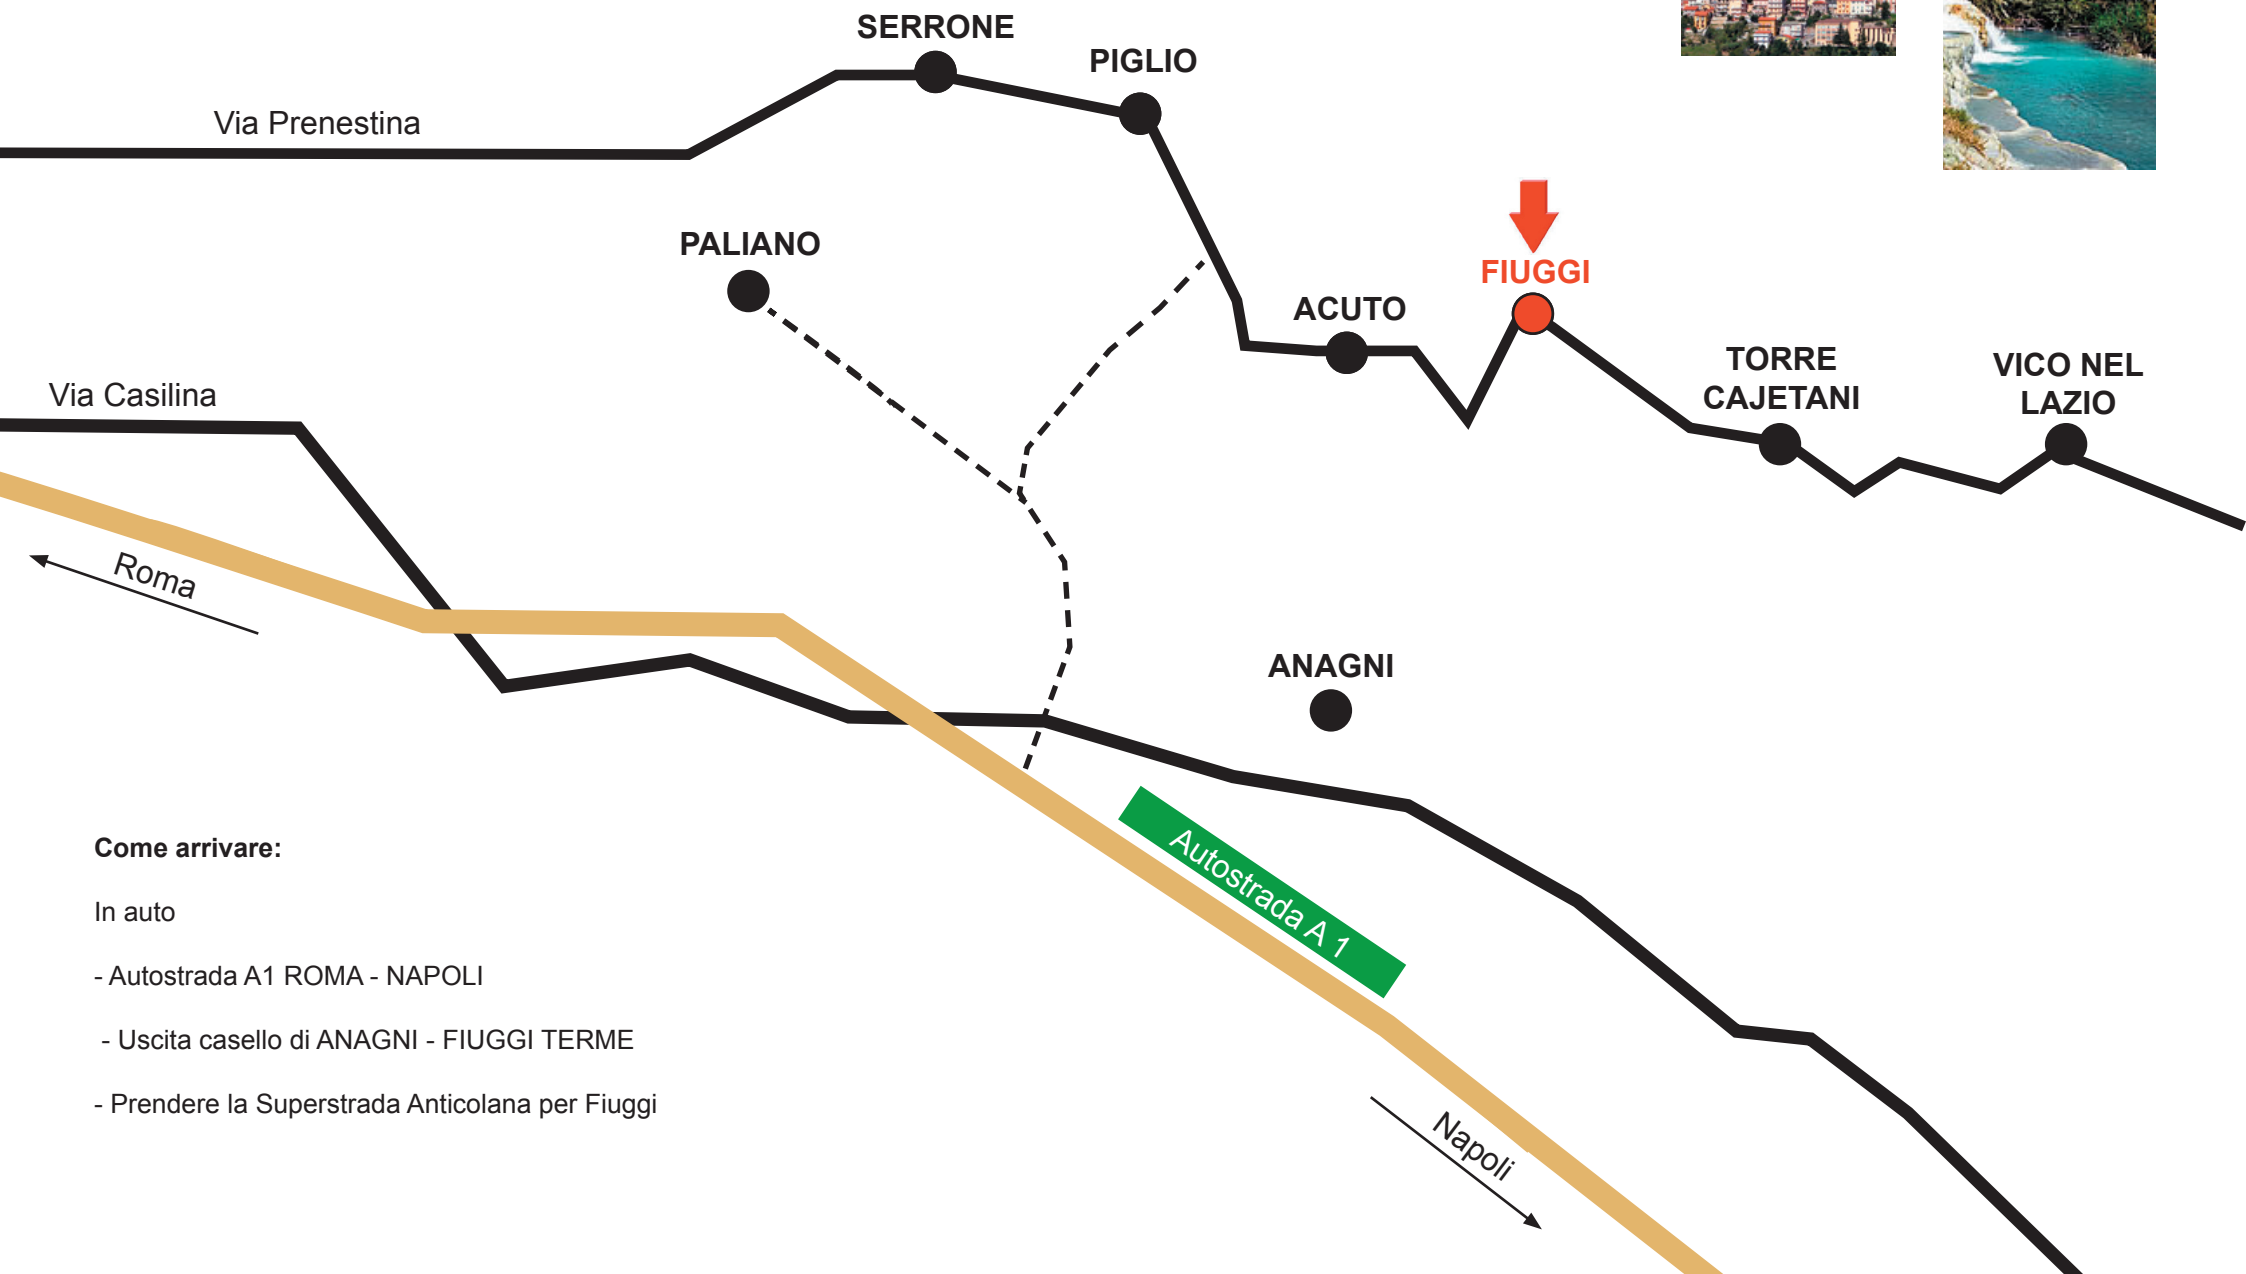 SERRONE
PIGLIO
Via Prenestina
PALIANO
FIUGGI
ACUTO
TORRE
CAJETANI
VICO NEL
LAZIO
Via Casilina
Roma
ANAGNI
Autostrada A 1
Napoli
Come arrivare:
In auto
- Autostrada A1 ROMA - NAPOLI
- Uscita casello di ANAGNI - FIUGGI TERME
- Prendere la Superstrada Anticolana per Fiuggi